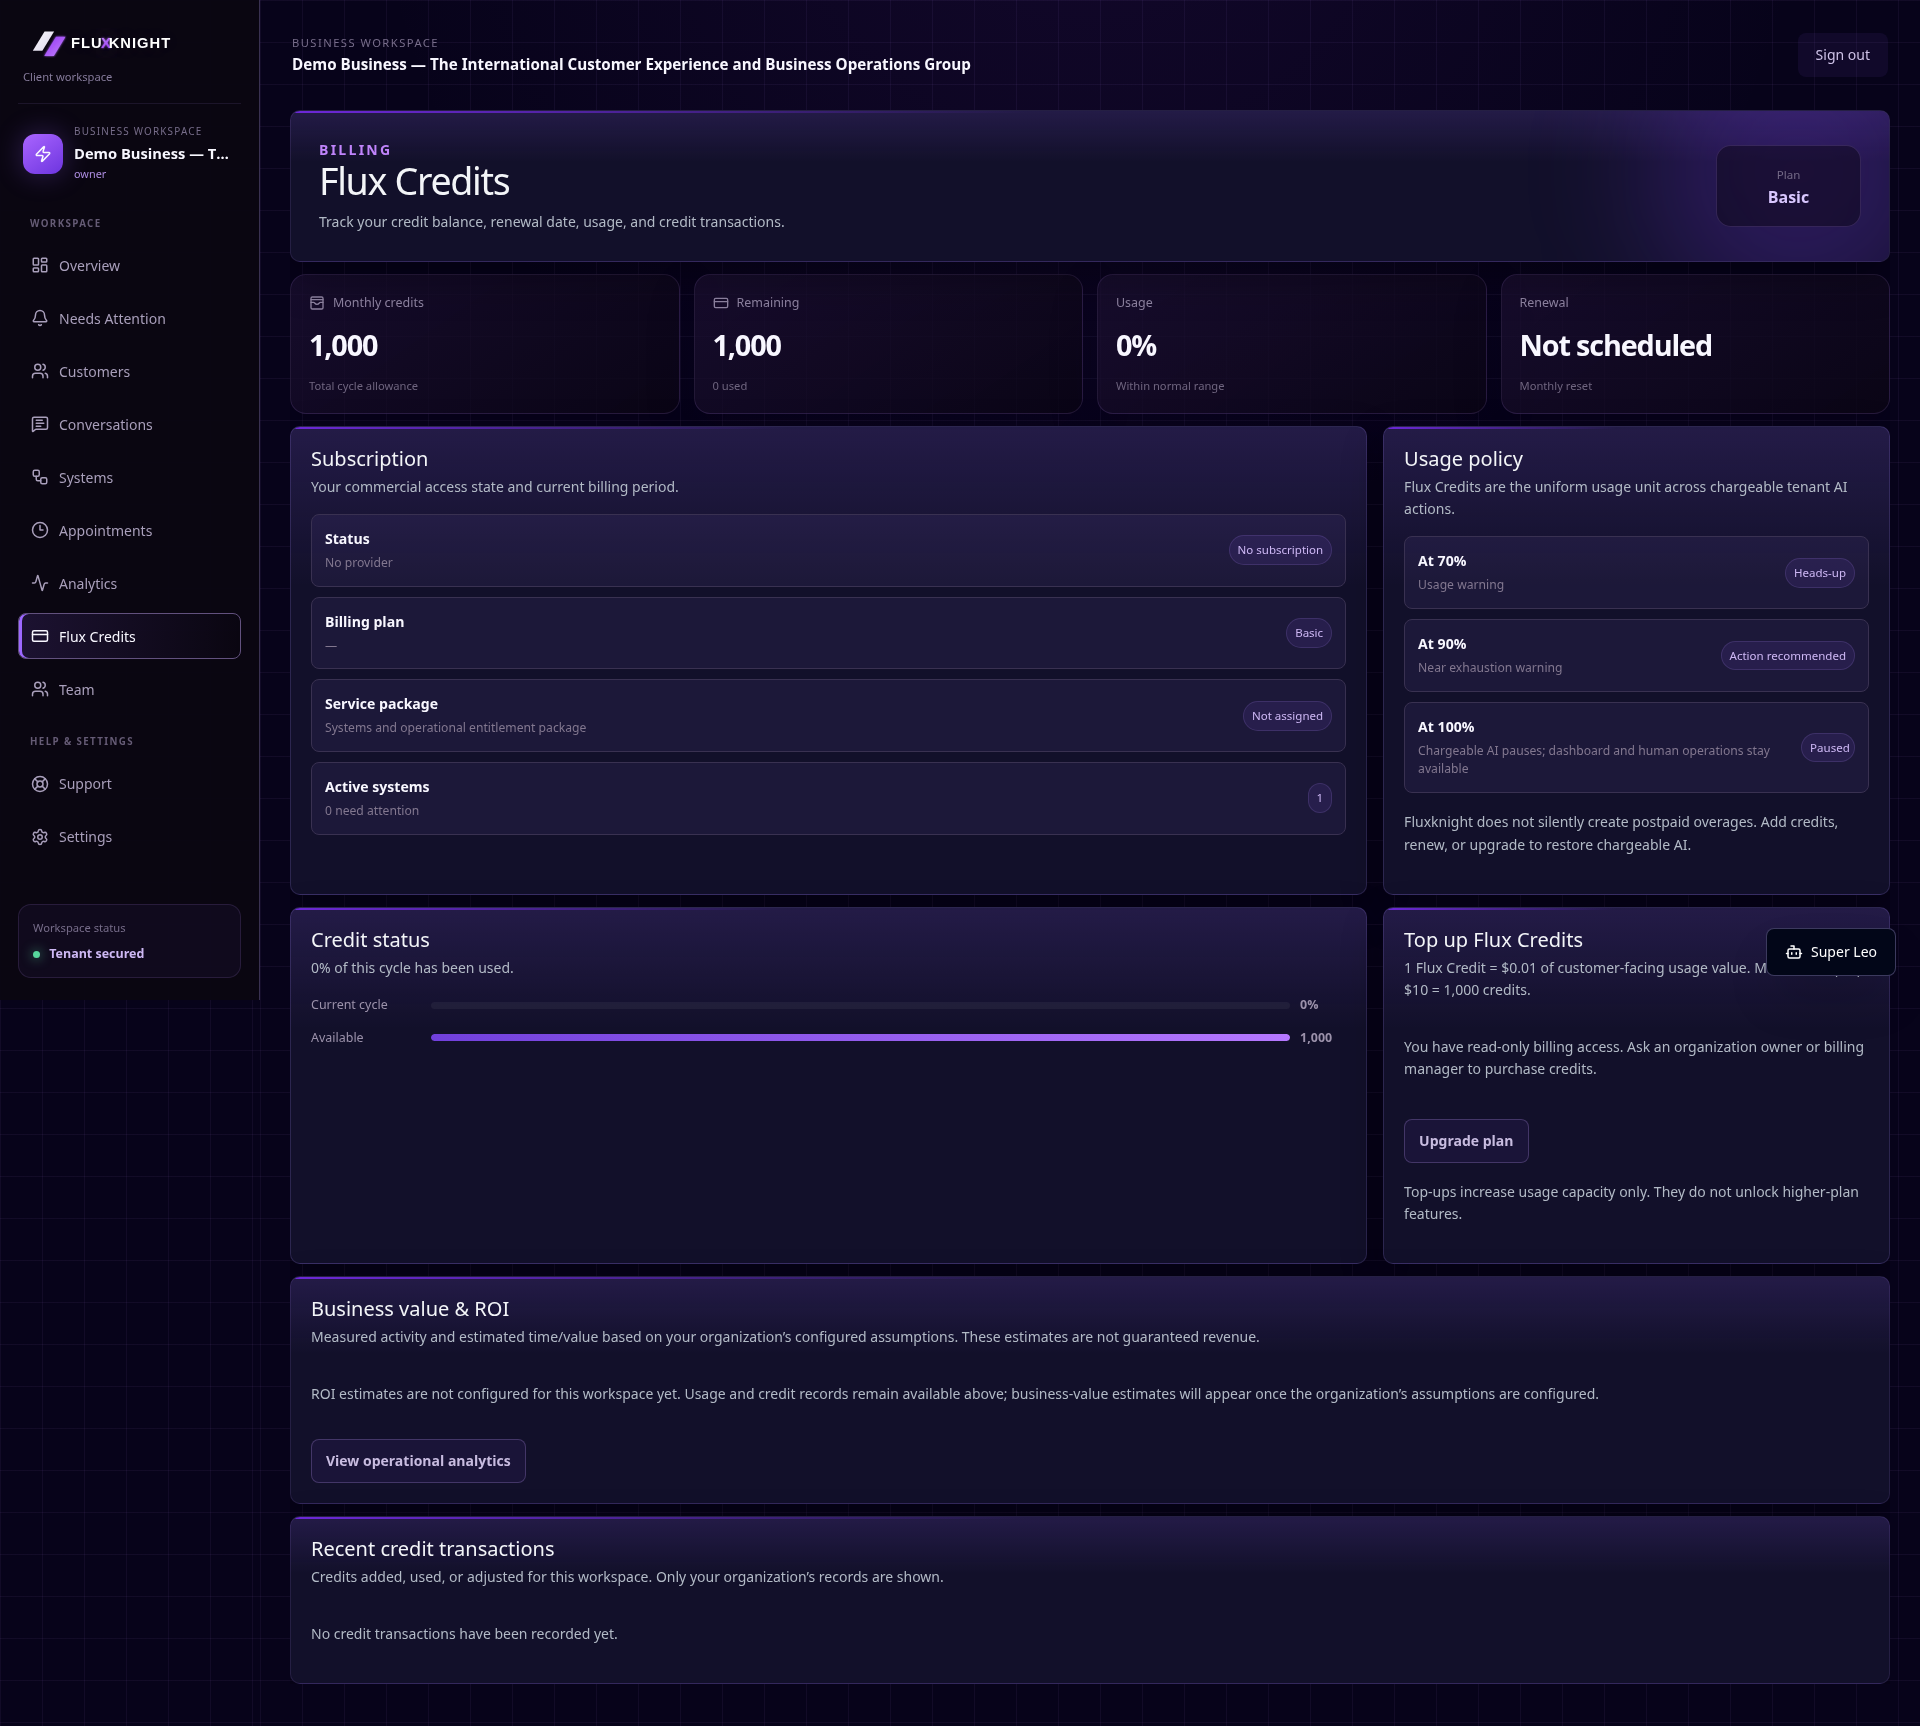 FLUXKNIGHT
Client workspace
BUSINESS WORKSPACE
Demo Business — T...
owner
WORKSPACE
Overview
Needs Attention
Customers
Conversations
Systems
Appointments
Analytics
Flux Credits
Team
HELP & SETTINGS
Support
Settings
Workspace status
Tenant secured
BUSINESS WORKSPACE
Demo Business — The International Customer Experience and Business Operations Group
Sign out
BILLING
Flux Credits
Track your credit balance, renewal date, usage, and credit transactions.
Plan
Basic
Monthly credits
1,000
Total cycle allowance
Remaining
1,000
0 used
Usage
0%
Within normal range
Renewal
Not scheduled
Monthly reset
Subscription
Your commercial access state and current billing period.
Status
No provider
No subscription
Billing plan
—
Basic
Service package
Systems and operational entitlement package
Not assigned
Active systems
0 need attention
1
Usage policy
Flux Credits are the uniform usage unit across chargeable tenant AI
actions.
At 70%
Usage warning
Heads-up
At 90%
Near exhaustion warning
Action recommended
At 100%
Chargeable AI pauses; dashboard and human operations stay
available
Paused
Fluxknight does not silently create postpaid overages. Add credits,
renew, or upgrade to restore chargeable AI.
Credit status
0% of this cycle has been used.
Current cycle
0%
Available
1,000
Top up Flux Credits
Super Leo
1 Flux Credit = $0.01 of customer-facing usage value.
$10 = 1,000 credits.
You have read-only billing access. Ask an organization owner or billing
manager to purchase credits.
Upgrade plan
Top-ups increase usage capacity only. They do not unlock higher-plan
features.
Business value & ROI
Measured activity and estimated time/value based on your organization’s configured assumptions. These estimates are not guaranteed revenue.
ROI estimates are not configured for this workspace yet. Usage and credit records remain available above; business-value estimates will appear once the organization’s assumptions are configured.
View operational analytics
Recent credit transactions
Credits added, used, or adjusted for this workspace. Only your organization’s records are shown.
No credit transactions have been recorded yet.